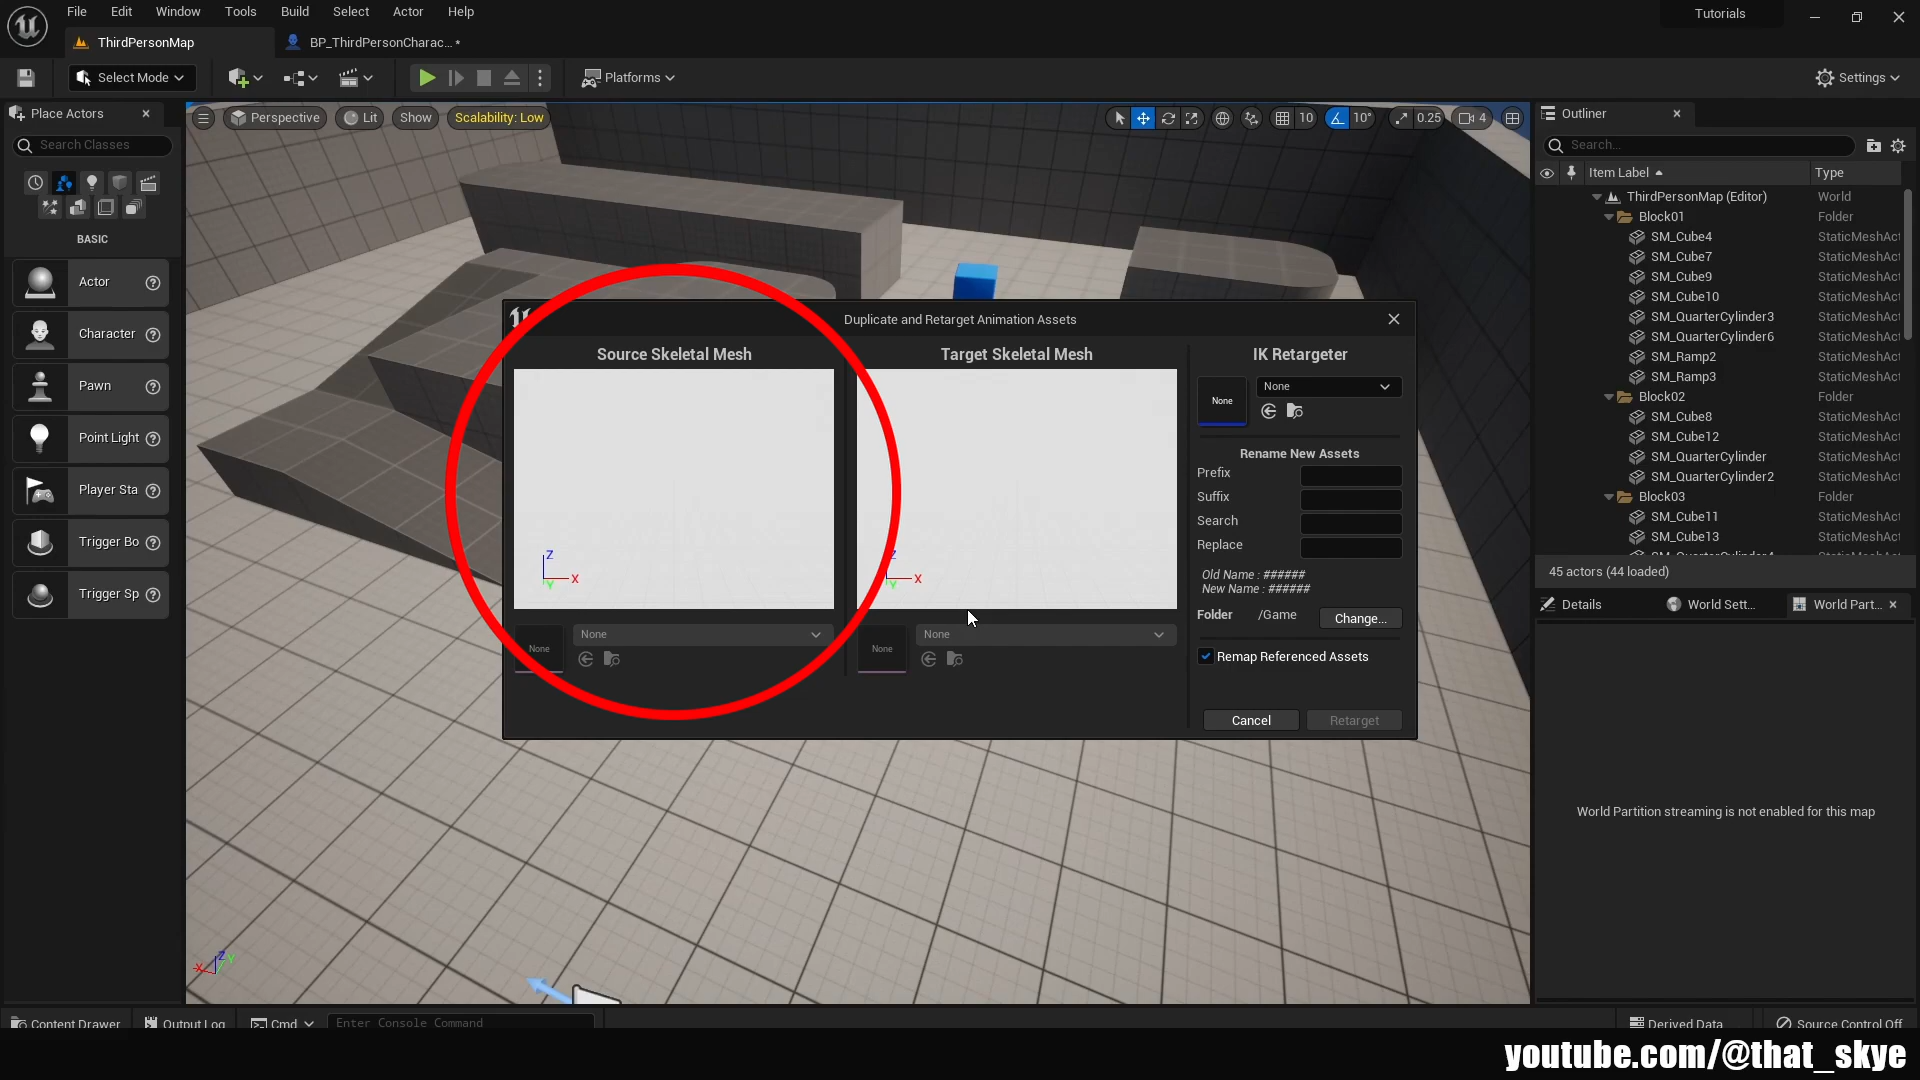 File Edit Window Tools Build Select Actor Help
Tutorials
ThirdPersonMap
BP_ThirdPersonCharac... *
Select Mode
Platforms
Settings
Place Actors
Search Classes
BASIC
Actor
Character
Pawn
Point Light
Player Sta
Trigger Bo
Trigger Sp
Perspective
Lit
Show
Scalability: Low
10
10°
0.25
4
Duplicate and Retarget Animation Assets
Source Skeletal Mesh
Target Skeletal Mesh
IK Retargeter
None
None
Rename New Assets
Prefix
Suffix
Search
Replace
Old Name : ######
New Name : ######
Folder /Game Change...
Remap Referenced Assets
Cancel
Retarget
Z
X
Y
Z
X
Y
None
None
None
None
X
Z
Y
Outliner
Search...
Item Label
Type
ThirdPersonMap (Editor) World
Block01 Folder
SM_Cube4 StaticMeshAct
SM_Cube7 StaticMeshAct
SM_Cube9 StaticMeshAct
SM_Cube10 StaticMeshAct
SM_QuarterCylinder3 StaticMeshAct
SM_QuarterCylinder6 StaticMeshAct
SM_Ramp2 StaticMeshAct
SM_Ramp3 StaticMeshAct
Block02 Folder
SM_Cube8 StaticMeshAct
SM_Cube12 StaticMeshAct
SM_QuarterCylinder StaticMeshAct
SM_QuarterCylinder2 StaticMeshAct
Block03 Folder
SM_Cube11 StaticMeshAct
SM_Cube13 StaticMeshAct
45 actors (44 loaded)
Details
World Sett...
World Part...
World Partition streaming is not enabled for this map
Content Drawer
Output Log
Cmd
Enter Console Command
Derived Data
Source Control Off
youtube.com/@that_skye